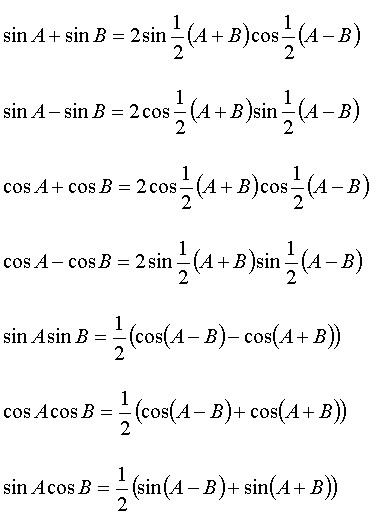 sin A + sin B = 2 sin 1/2 (A + B) cos 1/2 (A − B)
sin A − sin B = 2 cos 1/2 (A + B) sin 1/2 (A − B)
cos A + cos B = 2 cos 1/2 (A + B) cos 1/2 (A − B)
cos A − cos B = 2 sin 1/2 (A + B) sin 1/2 (A − B)
sin A sin B = 1/2 (cos(A − B) − cos(A + B))
cos A cos B = 1/2 (cos(A − B) + cos(A + B))
sin A cos B = 1/2 (sin(A − B) + sin(A + B))